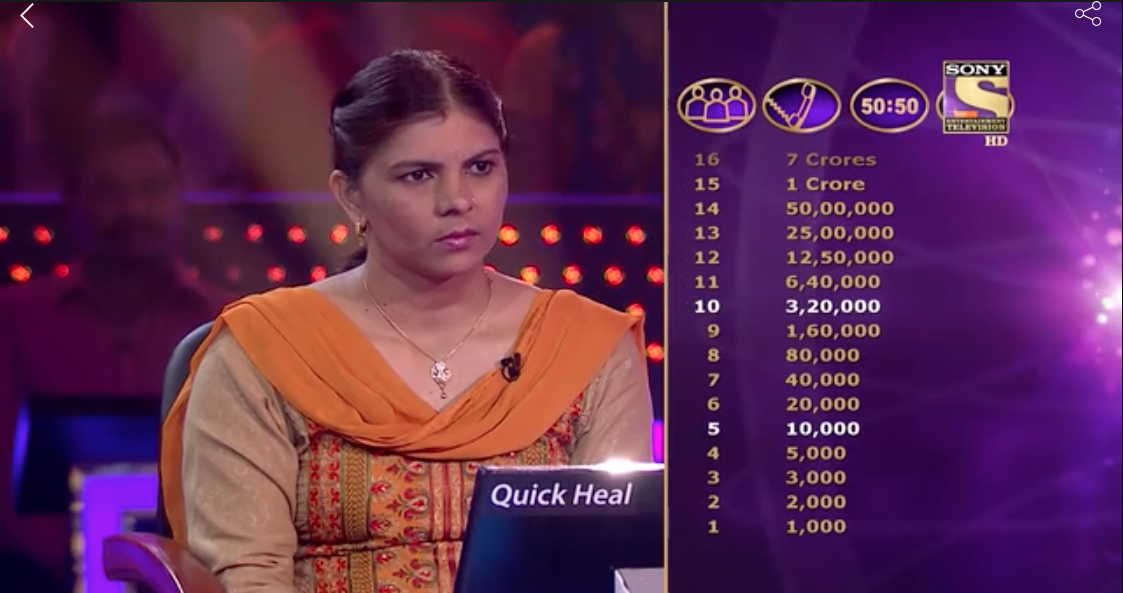 50:50
SONY
ENTERTAINMENT
TELEVISION
HD
16 7 Crores
15 1 Crore
14 50,00,000
13 25,00,000
12 12,50,000
11 6,40,000
10 3,20,000
9 1,60,000
8 80,000
7 40,000
6 20,000
5 10,000
4 5,000
3 3,000
2 2,000
1 1,000
Quick Heal